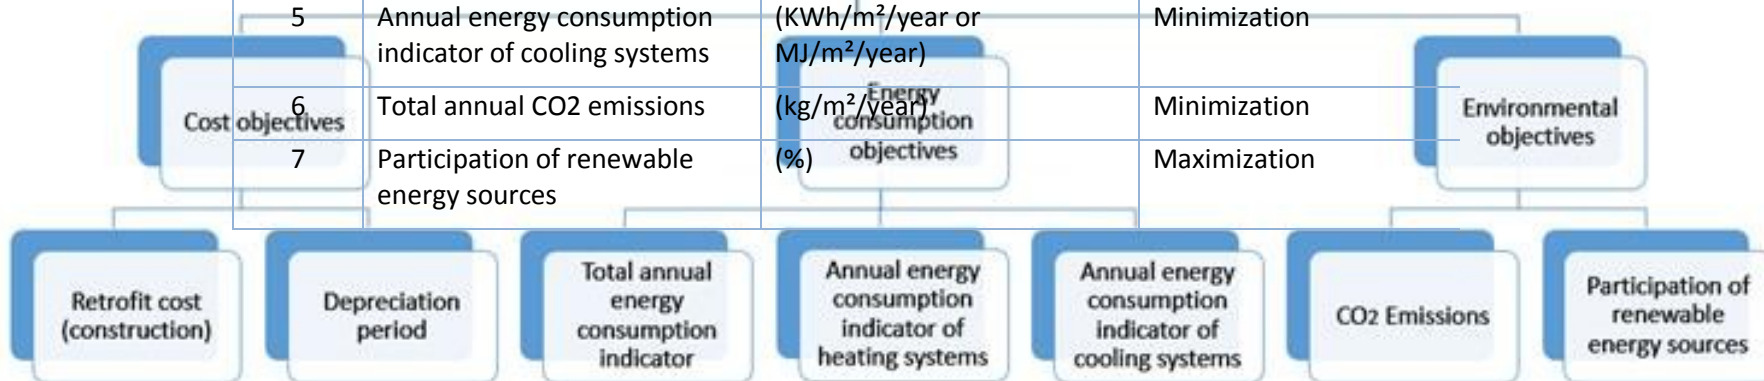 5 Annual energy consumption (KWh/m²/year or Minimization
indicator of cooling systems MJ/m²/year)
6 Total annual CO2 emissions (kg/m²/year) Minimization
7 Participation of renewable (%) Maximization
energy sources
Cost objectives
Energy
consumption
objectives
Environmental
objectives
Retrofit cost
(construction)
Depreciation
period
Total annual
energy
consumption
indicator
Annual energy
consumption
indicator of
heating systems
Annual energy
consumption
indicator of
cooling systems
CO2 Emissions
Participation of
renewable
energy sources